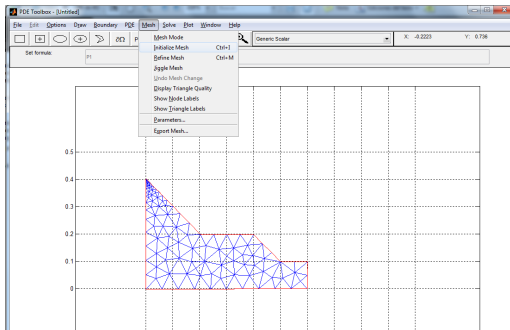 PDE Toolbox - [Untitled]
File Edit Options Draw Boundary PDE Mesh Solve Plot Window Help
∂Ω P Generic Scalar X: -0.2223 Y: 0.736
Set formula: P1
Mesh Mode
Initialize Mesh Ctrl+I
Refine Mesh Ctrl+M
Jiggle Mesh
Undo Mesh Change
Display Triangle Quality
Show Node Labels
Show Triangle Labels
Parameters...
Export Mesh...
0.5
0.4
0.3
0.2
0.1
0